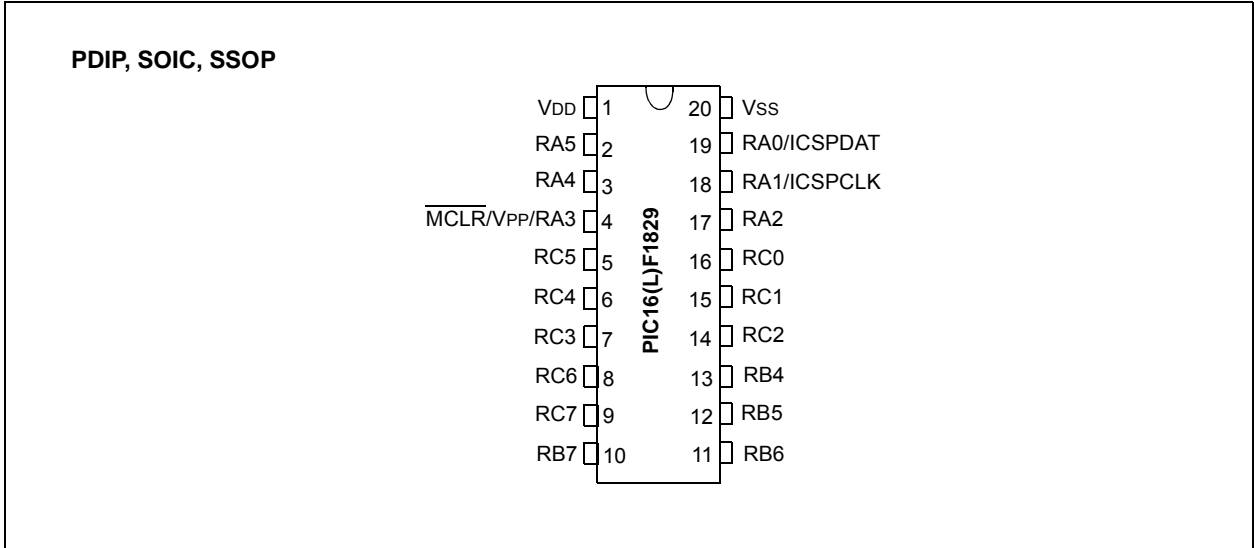 PDIP, SOIC, SSOP
VDD 1 20 VSS
RA5 2 19 RA0/ICSPDAT
RA4 3 18 RA1/ICSPCLK
MCLR/VPP/RA3 4 17 RA2
RC5 5 16 RC0
RC4 6 15 RC1
RC3 7 14 RC2
RC6 8 13 RB4
RC7 9 12 RB5
RB7 10 11 RB6
PIC16(L)F1829